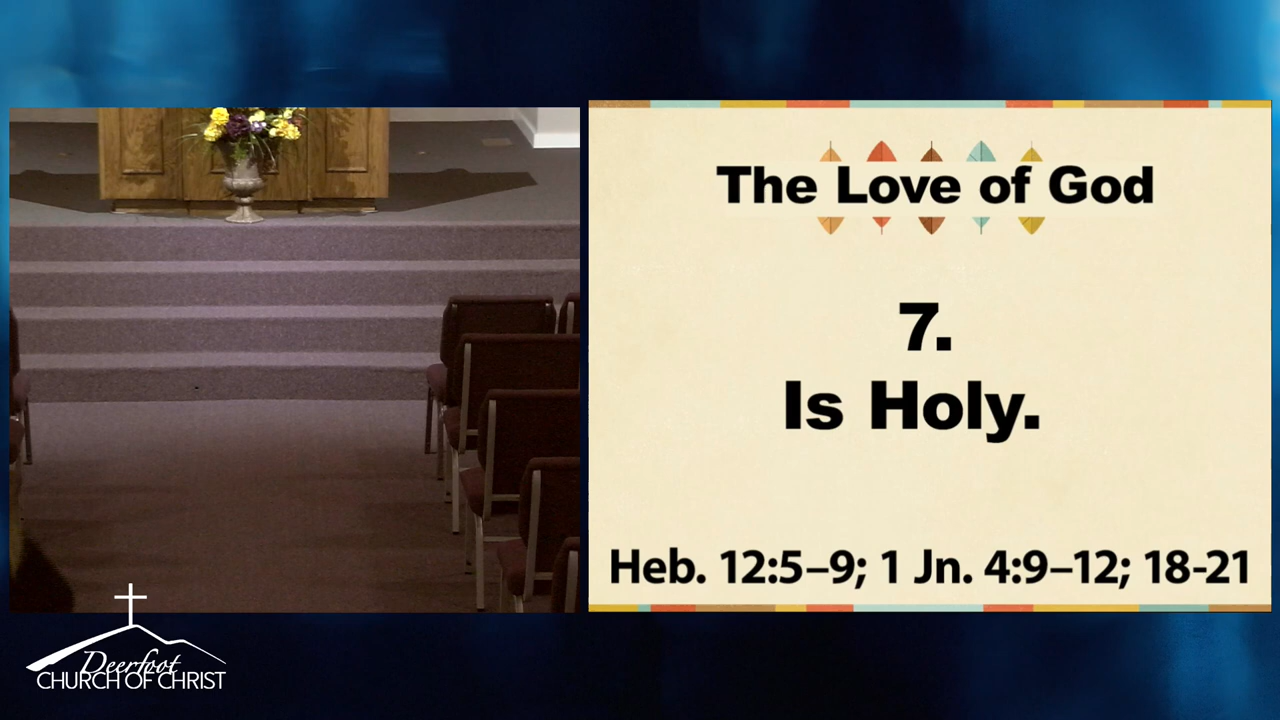 The Love of God
7.
Is Holy.
Heb. 12:5–9; 1 Jn. 4:9–12; 18-21
Deerfoot
CHURCH OF CHRIST